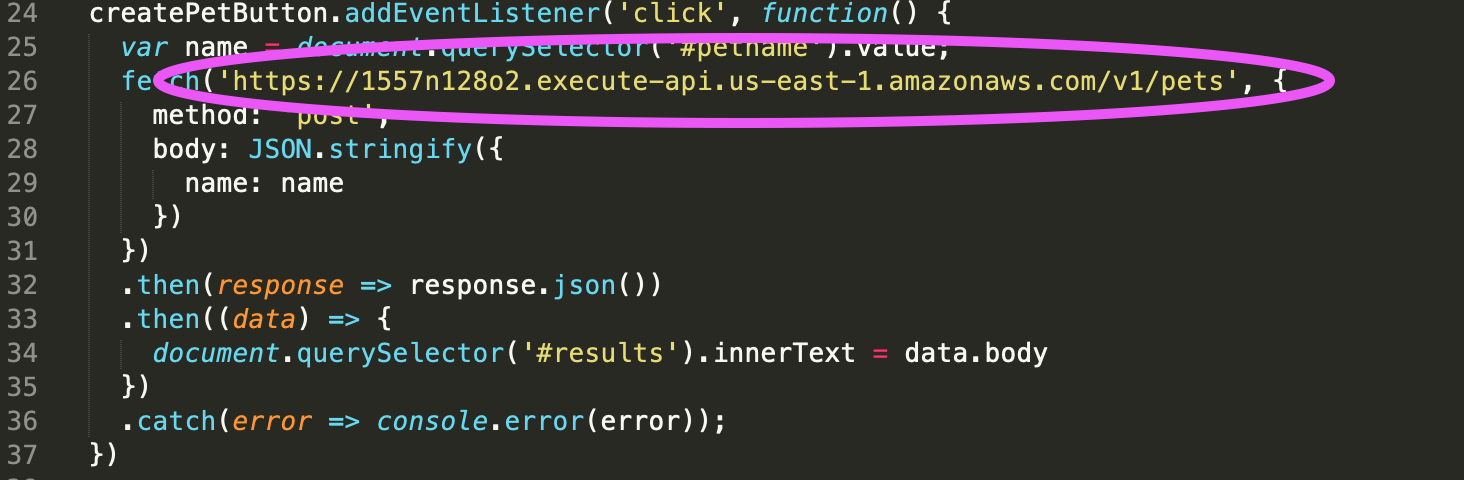 24 createPetButton.addEventListener('click', function() {
25 var name = document.querySelector('#petname').value;
26 fetch('https://1557n128o2.execute-api.us-east-1.amazonaws.com/v1/pets', {
27 method: 'post',
28 body: JSON.stringify({
29 name: name
30 })
31 })
32 .then(response => response.json())
33 .then((data) => {
34 document.querySelector('#results').innerText = data.body
35 })
36 .catch(error => console.error(error));
37 })